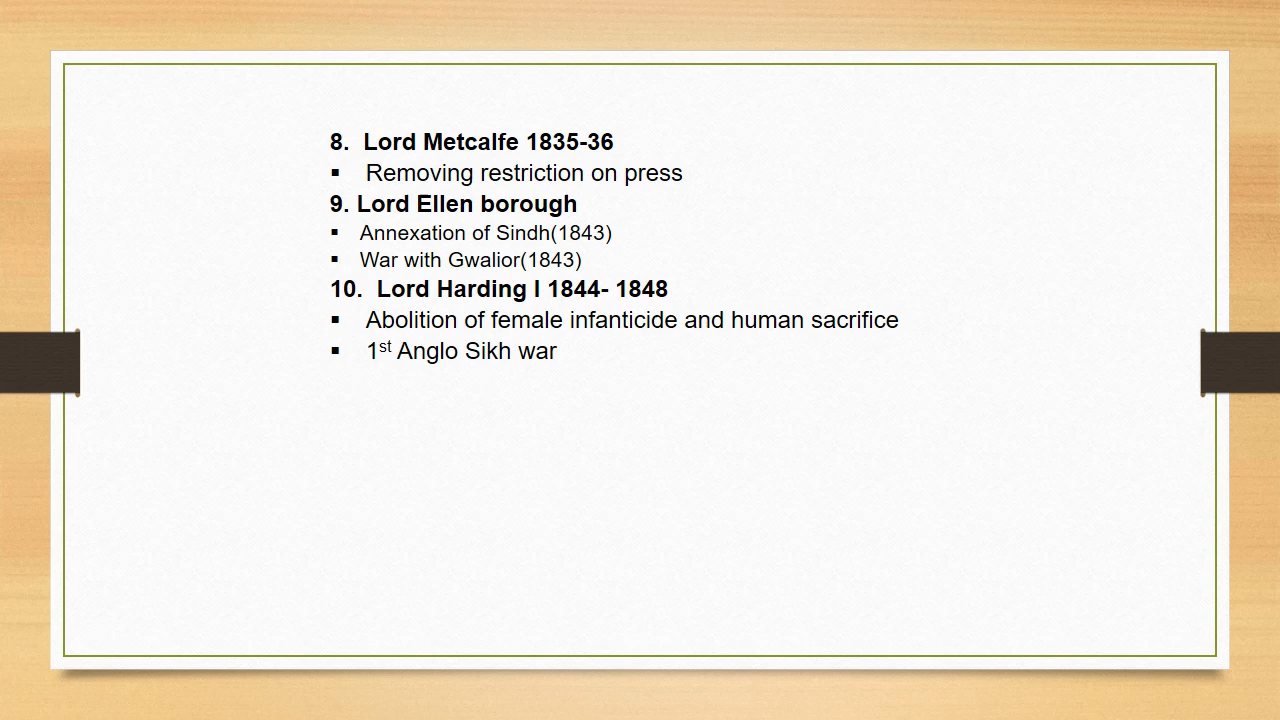 8.  Lord Metcalfe 1835-36
▪ Removing restriction on press
9. Lord Ellen borough
▪ Annexation of Sindh(1843)
▪ War with Gwalior(1843)
10.  Lord Harding I 1844- 1848
▪ Abolition of female infanticide and human sacrifice
▪ 1st Anglo Sikh war